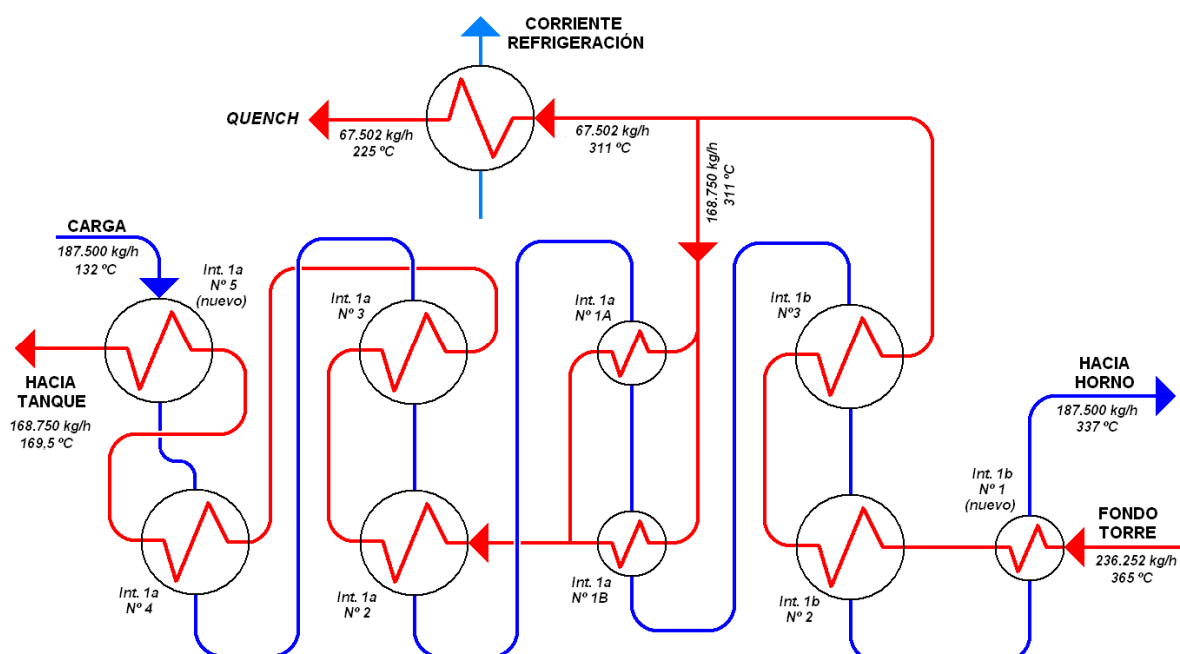 CORRIENTE
REFRIGERACIÓN
QUENCH
67.502 kg/h
225 ºC
67.502 kg/h
311 ºC
168.750 kg/h
311 ºC
CARGA
187.500 kg/h
132 ºC
Int. 1a
Nº 5
(nuevo)
Int. 1a
Nº 3
Int. 1a
Nº 1A
Int. 1b
Nº3
HACIA
TANQUE
168.750 kg/h
169,5 ºC
HACIA
HORNO
187.500 kg/h
337 ºC
Int. 1b
Nº 1
(nuevo)
FONDO
TORRE
236.252 kg/h
365 ºC
Int. 1a
Nº 4
Int. 1a
Nº 2
Int. 1a
Nº 1B
Int. 1b
Nº 2